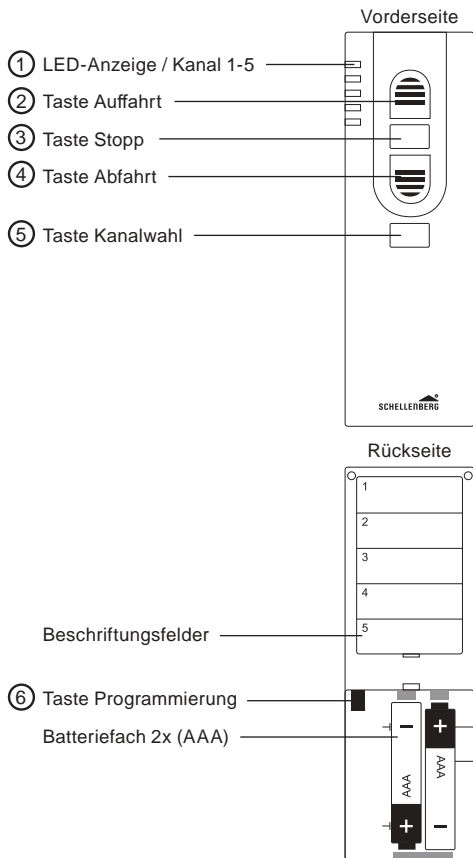 Vorderseite
1 LED-Anzeige / Kanal 1-5
2 Taste Auffahrt
3 Taste Stopp
4 Taste Abfahrt
5 Taste Kanalwahl
SCHELLENBERG
Rückseite
1
2
3
4
5
Beschriftungsfelder
6 Taste Programmierung
Batteriefach 2x (AAA)
− +
AAA AAA
+ −